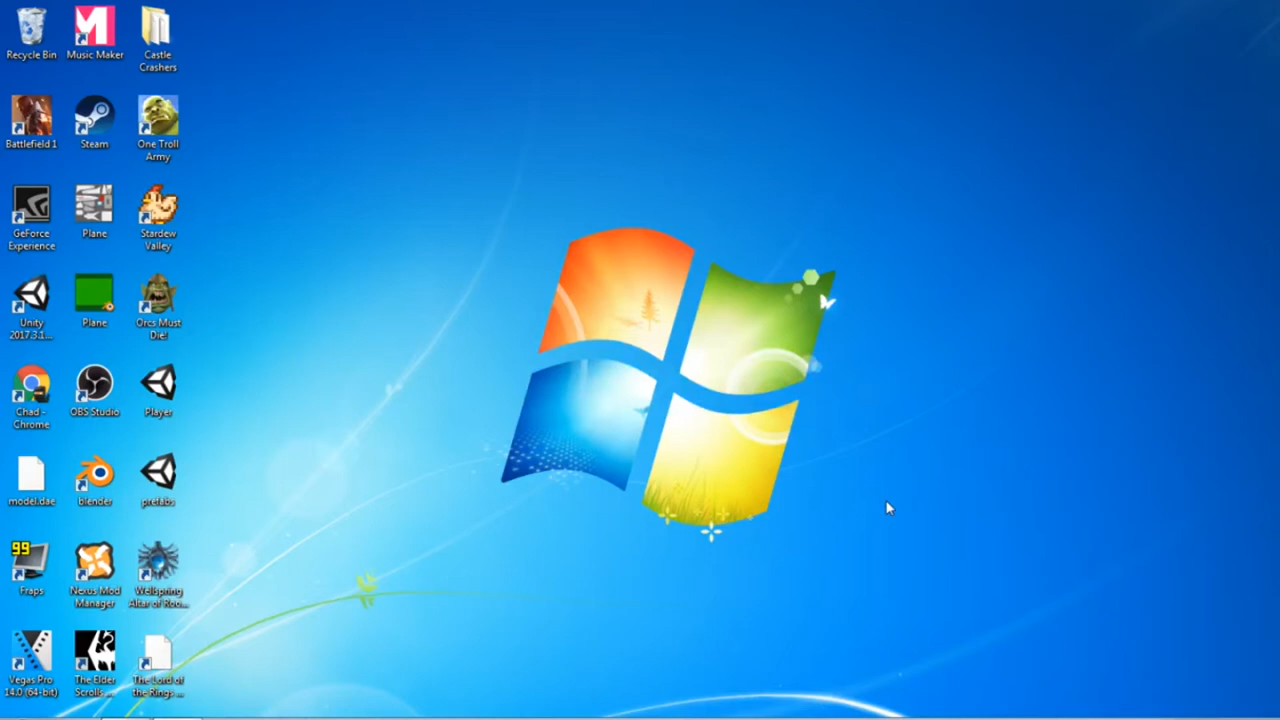 Recycle Bin
Music Maker
Castle
Crashers
Battlefield 1
Steam
One Troll
Army
GeForce
Experience
Plane
Stardew
Valley
Unity
2017.3.1...
Plane
Orcs Must
Die!
Chad -
Chrome
OBS Studio
Player
model.dae
blender
prefabs
99
Fraps
Nexus Mod
Manager
Wellspring
Altar of Roo...
Vegas Pro
14.0 (64-bit)
The Elder
Scrolls ...
The Lord of
the Rings ...